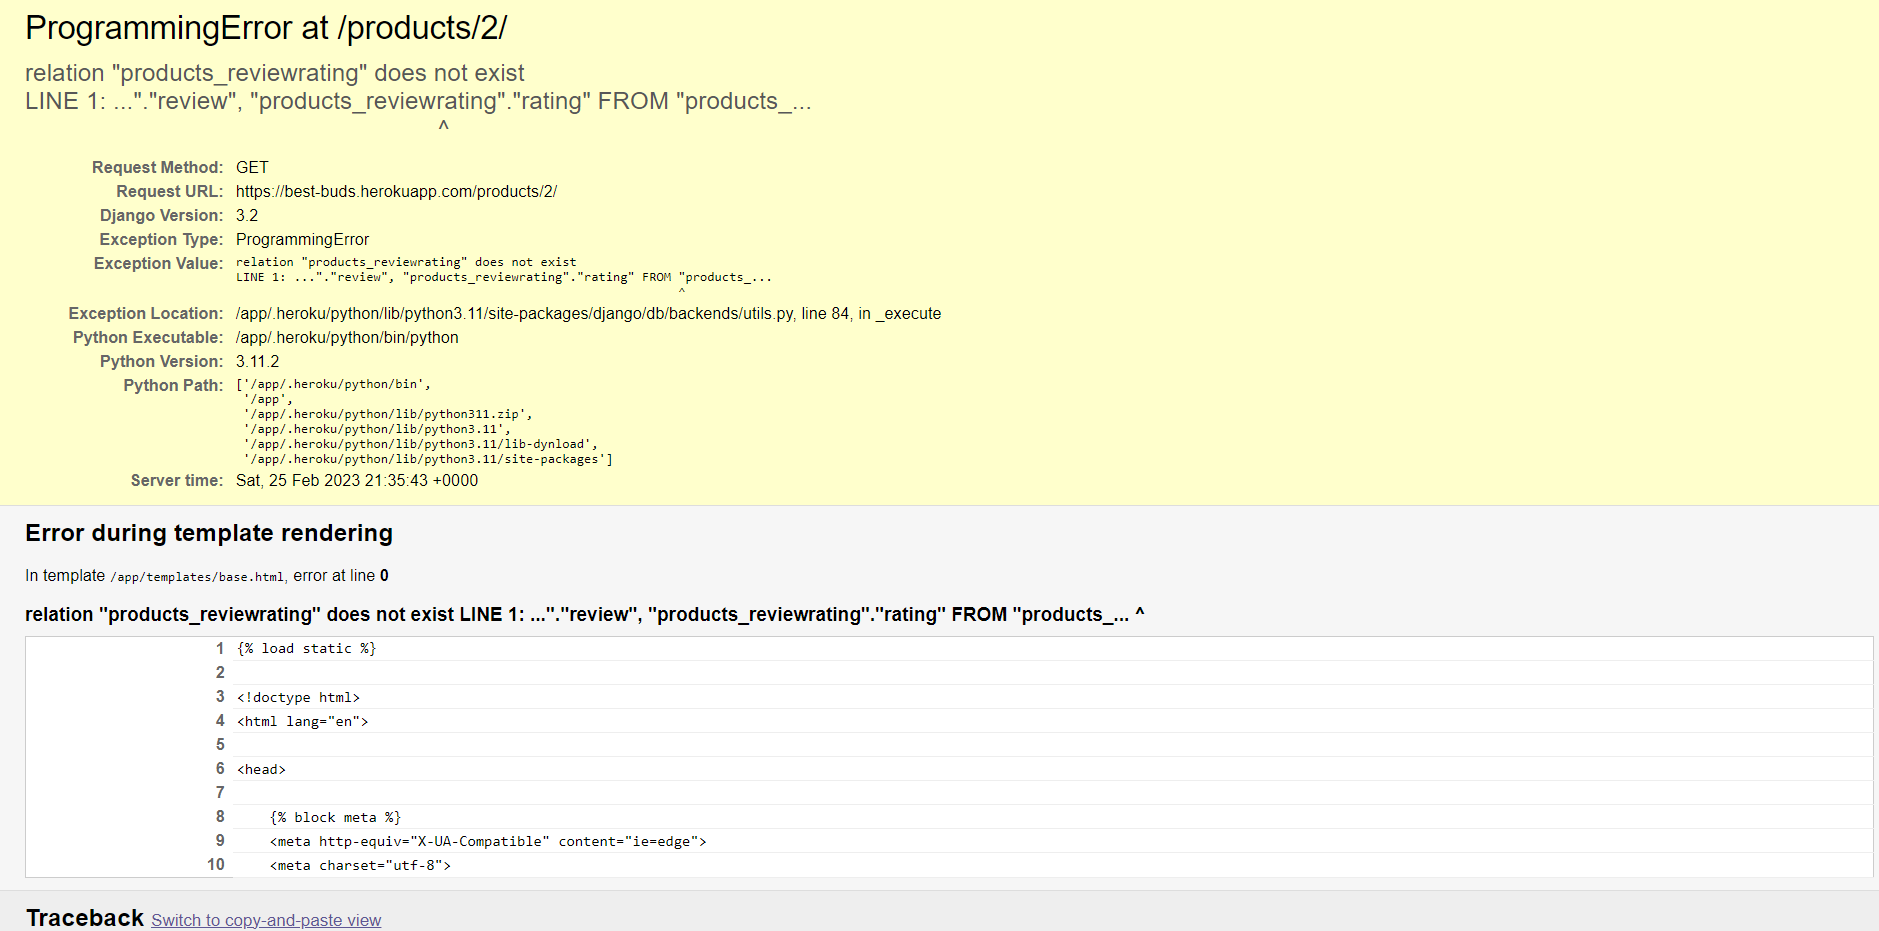 ProgrammingError at /products/2/
relation "products_reviewrating" does not exist
LINE 1: ..."."review", "products_reviewrating"."rating" FROM "products_...
^
Request Method: GET
Request URL: https://best-buds.herokuapp.com/products/2/
Django Version: 3.2
Exception Type: ProgrammingError
Exception Value: relation "products_reviewrating" does not exist
LINE 1: ..."."review", "products_reviewrating"."rating" FROM "products_...
^
Exception Location: /app/.heroku/python/lib/python3.11/site-packages/django/db/backends/utils.py, line 84, in _execute
Python Executable: /app/.heroku/python/bin/python
Python Version: 3.11.2
Python Path: ['/app/.heroku/python/bin',
'/app',
'/app/.heroku/python/lib/python311.zip',
'/app/.heroku/python/lib/python3.11',
'/app/.heroku/python/lib/python3.11/lib-dynload',
'/app/.heroku/python/lib/python3.11/site-packages']
Server time: Sat, 25 Feb 2023 21:35:43 +0000
Error during template rendering
In template /app/templates/base.html, error at line 0
relation "products_reviewrating" does not exist LINE 1: ..."."review", "products_reviewrating"."rating" FROM "products_... ^
1 {% load static %}
2
3 <!doctype html>
4 <html lang="en">
5
6 <head>
7
8 {% block meta %}
9 <meta http-equiv="X-UA-Compatible" content="ie=edge">
10 <meta charset="utf-8">
Traceback Switch to copy-and-paste view